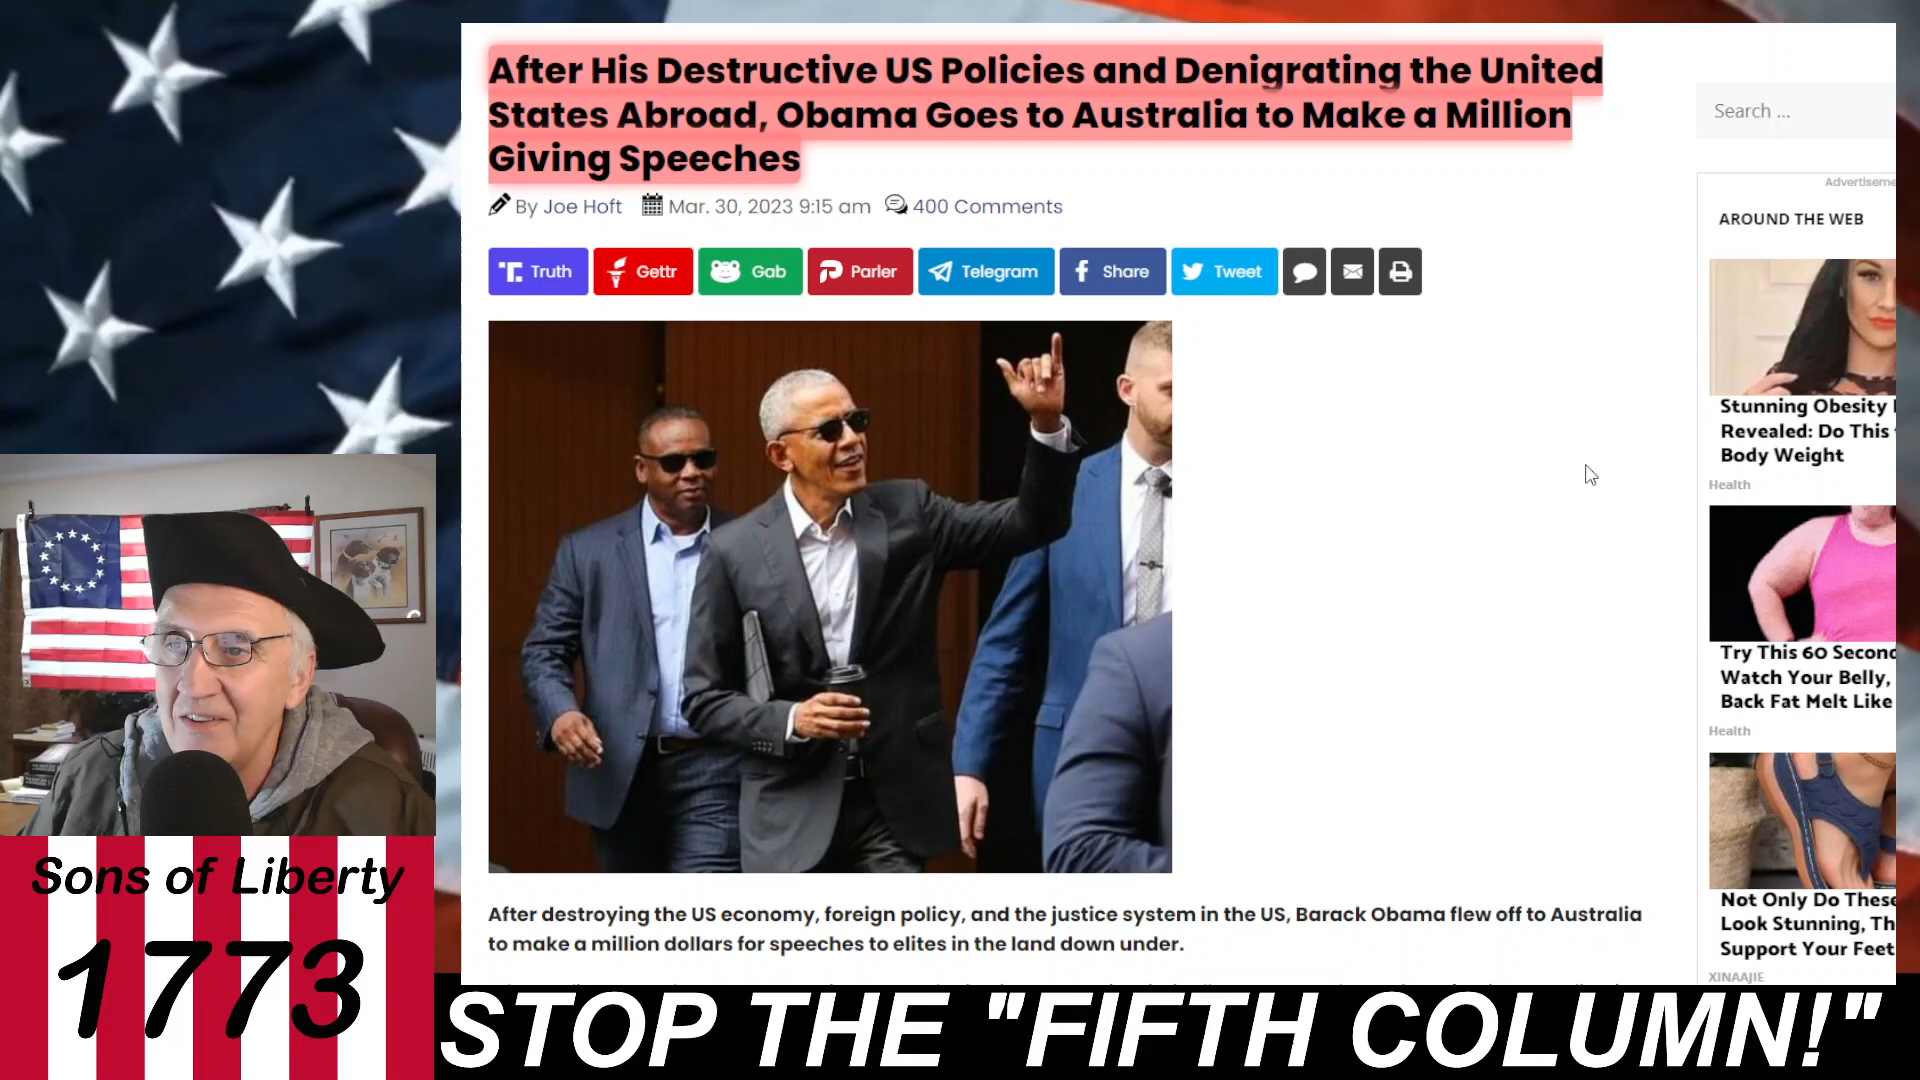 After His Destructive US Policies and Denigrating the United
States Abroad, Obama Goes to Australia to Make a Million
Giving Speeches
By Joe Hoft Mar. 30, 2023 9:15 am 400 Comments
Truth Gettr Gab Parler Telegram Share Tweet
After destroying the US economy, foreign policy, and the justice system in the US, Barack Obama flew off to Australia
to make a million dollars for speeches to elites in the land down under.
Search ...
AROUND THE WEB
Stunning Obesity
Revealed: Do This
Body Weight
Health
Try This 60
Watch Your Belly,
Back Fat Melt Like
Health
Not Only Do
Look Stunning,
Support Your Feet
XINAAJIE
Sons of Liberty
1773
STOP THE "FIFTH COLUMN!"